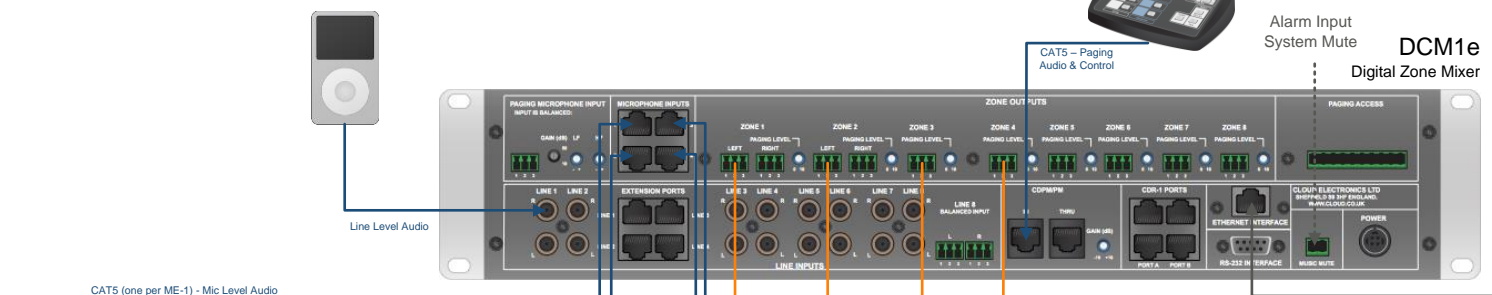 Alarm Input
System Mute
DCM1e
Digital Zone Mixer
CAT5 – Paging
Audio & Control
PAGING MICROPHONE INPUT
INPUT IS BALANCED:
GAIN (dB) LF
MICROPHONE INPUTS
ZONE OUTPUTS
PAGING ACCESS
ZONE 1
ZONE 2
ZONE 3
ZONE 4
ZONE 5
ZONE 6
ZONE 7
ZONE 8
PAGING LEVEL
PAGING LEVEL
PAGING LEVEL
PAGING LEVEL
PAGING LEVEL
PAGING LEVEL
PAGING LEVEL
PAGING LEVEL
LEFT RIGHT
LEFT RIGHT
LINE 1 LINE 2
EXTENSION PORTS
LINE 3 LINE 4
LINE 5 LINE 6
LINE 7
LINE 8
BALANCED INPUT
L R
CDPM/PM
THRU
GAIN (dB)
CDR-1 PORTS
PORT A PORT B
ETHERNET INTERFACE
RS-232 INTERFACE
CLOUD ELECTRONICS LTD
SHEFFIELD S9 3HF ENGLAND.
WWW.CLOUD.CO.UK
POWER
MUSIC MUTE
LINE INPUTS
Line Level Audio
CAT5 (one per ME-1) - Mic Level Audio